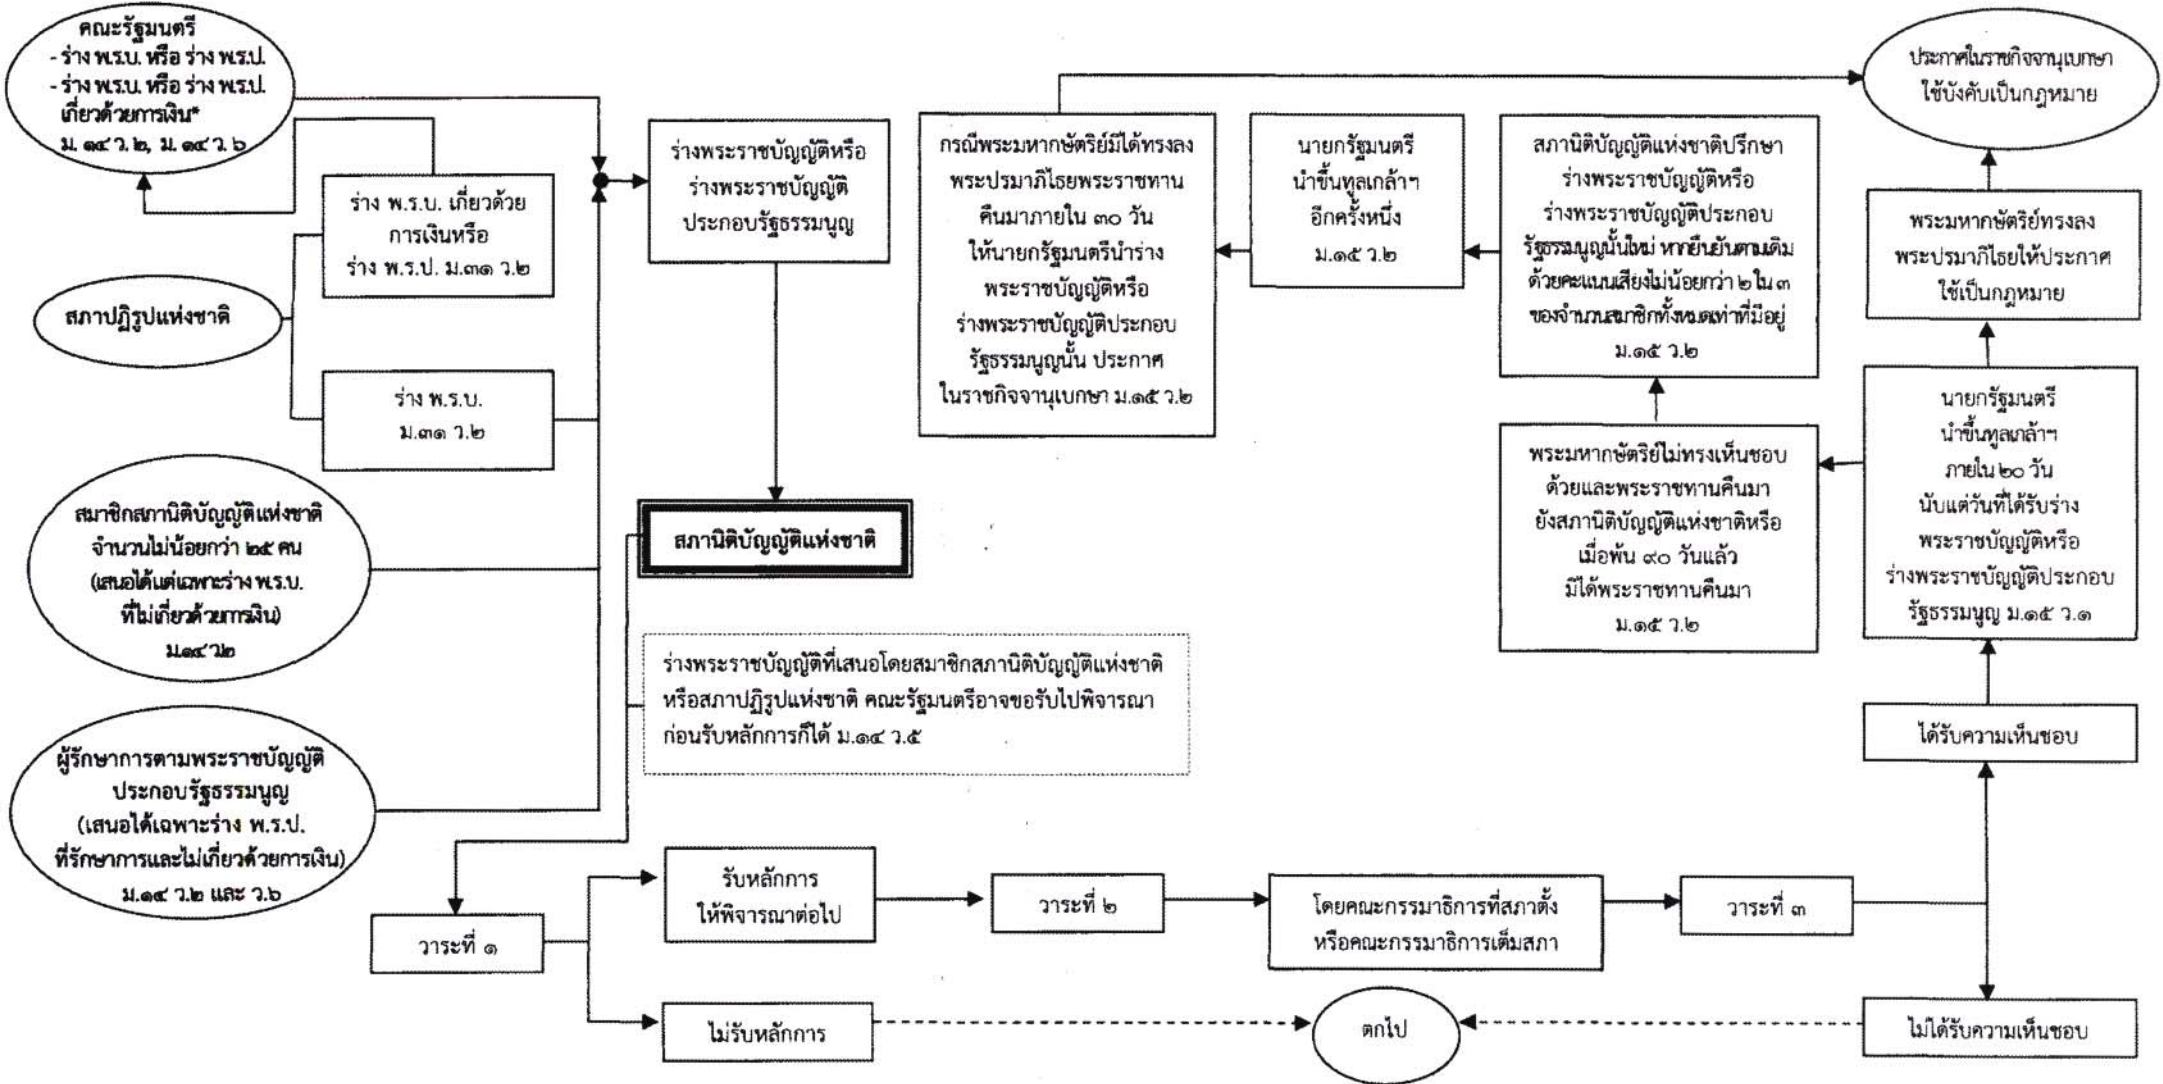 คณะรัฐมนตรี
- ร่าง พ.ร.บ. หรือ ร่าง พ.ร.ป.
- ร่าง พ.ร.บ. หรือ ร่าง พ.ร.ป.
เกี่ยวด้วยการเงิน*
ม. ๑๔ ว. ๒, ม. ๑๔ ว. ๖
ร่าง พ.ร.บ. เกี่ยวด้วย
การเงินหรือ
ร่าง พ.ร.ป. ม.๓๑ ว.๒
สภาปฏิรูปแห่งชาติ
ร่าง พ.ร.บ.
ม.๓๑ ว.๒
สมาชิกสภานิติบัญญัติแห่งชาติ
จำนวนไม่น้อยกว่า ๒๕ คน
(เสนอได้แต่เฉพาะร่าง พ.ร.บ.
ที่ไม่เกี่ยวด้วยการเงิน)
ม.๑๔ ว.๒
ผู้รักษาการตามพระราชบัญญัติ
ประกอบรัฐธรรมนูญ
(เสนอได้เฉพาะร่าง พ.ร.ป.
ที่รักษาการและไม่เกี่ยวด้วยการเงิน)
ม.๑๔ ว.๒ และ ว.๖
ร่างพระราชบัญญัติหรือ
ร่างพระราชบัญญัติ
ประกอบรัฐธรรมนูญ
สภานิติบัญญัติแห่งชาติ
ร่างพระราชบัญญัติที่เสนอโดยสมาชิกสภานิติบัญญัติแห่งชาติ
หรือสภาปฏิรูปแห่งชาติ คณะรัฐมนตรีอาจขอรับไปพิจารณา
ก่อนรับหลักการก็ได้ ม.๑๔ ว.๕
วาระที่ ๑
รับหลักการ
ให้พิจารณาต่อไป
ไม่รับหลักการ
วาระที่ ๒
โดยคณะกรรมาธิการที่สภาตั้ง
หรือคณะกรรมาธิการเต็มสภา
วาระที่ ๓
ตกไป
ไม่ได้รับความเห็นชอบ
ได้รับความเห็นชอบ
นายกรัฐมนตรี
นำขึ้นทูลเกล้าฯ
ภายใน ๒๐ วัน
นับแต่วันที่ได้รับร่าง
พระราชบัญญัติหรือ
ร่างพระราชบัญญัติประกอบ
รัฐธรรมนูญ ม.๑๕ ว.๑
พระมหากษัตริย์ทรงลง
พระปรมาภิไธยให้ประกาศ
ใช้เป็นกฎหมาย
ประกาศในราชกิจจานุเบกษา
ใช้บังคับเป็นกฎหมาย
พระมหากษัตริย์ไม่ทรงเห็นชอบ
ด้วยและพระราชทานคืนมา
ยังสภานิติบัญญัติแห่งชาติหรือ
เมื่อพ้น ๙๐ วันแล้ว
มิได้พระราชทานคืนมา
ม.๑๕ ว.๒
สภานิติบัญญัติแห่งชาติปรึกษา
ร่างพระราชบัญญัติหรือ
ร่างพระราชบัญญัติประกอบ
รัฐธรรมนูญนั้นใหม่ หากยืนยันตามเดิม
ด้วยคะแนนเสียงไม่น้อยกว่า ๒ ใน ๓
ของจำนวนสมาชิกทั้งหมดเท่าที่มีอยู่
ม.๑๕ ว.๒
นายกรัฐมนตรี
นำขึ้นทูลเกล้าฯ
อีกครั้งหนึ่ง
ม.๑๕ ว.๒
กรณีพระมหากษัตริย์มิได้ทรงลง
พระปรมาภิไธยพระราชทาน
คืนมาภายใน ๓๐ วัน
ให้นายกรัฐมนตรีนำร่าง
พระราชบัญญัติหรือ
ร่างพระราชบัญญัติประกอบ
รัฐธรรมนูญนั้น ประกาศ
ในราชกิจจานุเบกษา ม.๑๕ ว.๒